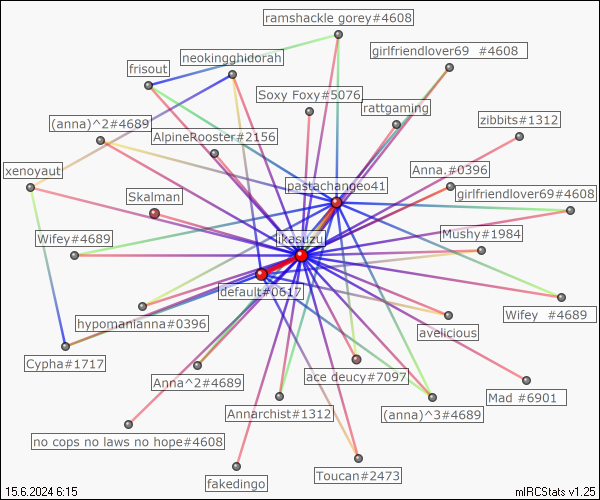 ramshackle gorey#4608
girlfriendlover69 #4608
neokingghidorah
frisout
Soxy Foxy#5076
rattgaming
zibbits#1312
(anna)^2#4689
AlpineRooster#2156
xenoyaut
Anna.#0396
pastachangeo41
girlfriendlover69#4608
Skalman
Mushy#1984
Wifey#4689
ikasuzu
default#0617
Wifey #4689
hypomanianna#0396
avelicious
Cypha#1717
Anna^2#4689
ace deucy#7097
Mad #6901
Annarchist#1312
(anna)^3#4689
no cops no laws no hope#4608
Toucan#2473
fakedingo
15.6.2024 6:15
mIRCStats v1.25